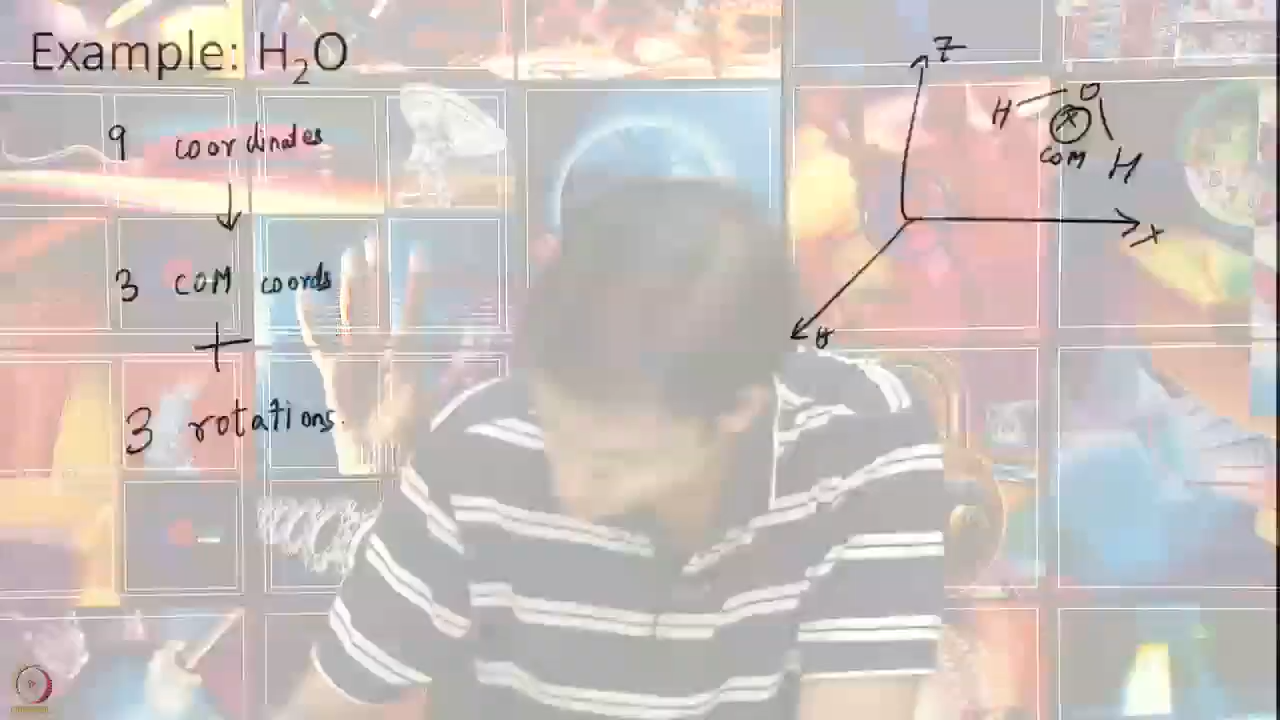 Example: H₂O
9 coordinates
↓
3 COM coords
+
3 rotations.
Z
H O
COM H
X